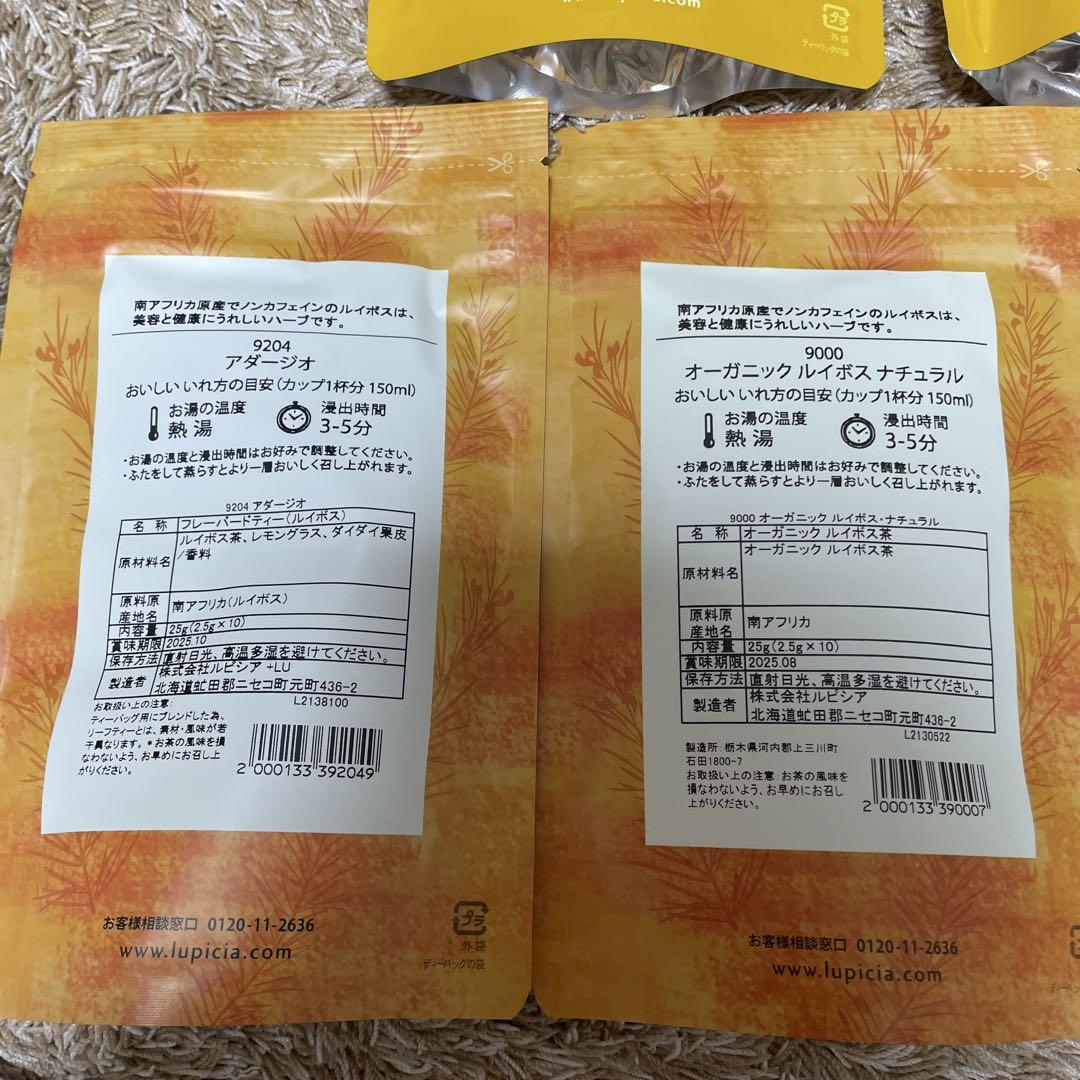 プラ
外袋
ティーバッグの袋
南アフリカ原産でノンカフェインのルイボスは、
美容と健康にうれしいハーブです。
9204
アダージオ
おいしい いれ方の目安(カップ1杯分 150ml)
お湯の温度
熱湯
浸出時間
3-5分
・お湯の温度と浸出時間はお好みで調整してください。
・ふたをして蒸らすとより一層おいしく召し上がれます。
9204 アダージオ
名 称 フレーバードティー(ルイボス)
原材料名 ルイボス茶、レモングラス、ダイダイ果皮
/香料
原料原
産地名 南アフリカ(ルイボス)
内容量 25g(2.5g×10)
賞味期限 2025.10
保存方法 直射日光、高温多湿を避けてください。
製造者 株式会社ルピシア +LU
北海道虻田郡ニセコ町元町436-2
L2138100
お取扱い上の注意:
ティーバッグ用にブレンドした為、
リーフティーとは、素材・風味が若
干異なります。*お茶の風味を損
なわないよう、お早めにお召し上
がりください。
2 000133 392049
お客様相談窓口 0120-11-2636
www.lupicia.com
プラ
外袋
ティーバッグの袋
南アフリカ原産でノンカフェインのルイボスは、
美容と健康にうれしいハーブです。
9000
オーガニック ルイボス ナチュラル
おいしい いれ方の目安(カップ1杯分 150ml)
お湯の温度
熱湯
浸出時間
3-5分
・お湯の温度と浸出時間はお好みで調整してください。
・ふたをして蒸らすとより一層おいしく召し上がれます。
9000 オーガニック ルイボス・ナチュラル
名 称 オーガニック ルイボス茶
原材料名 オーガニック ルイボス茶
原料原
産地名 南アフリカ
内容量 25g(2.5g×10)
賞味期限 2025.08
保存方法 直射日光、高温多湿を避けてください。
製造者 株式会社ルピシア
北海道虻田郡ニセコ町元町436-2
L2130522
製造所:栃木県河内郡上三川町
石田1800-7
お取扱い上の注意:お茶の風味を
損なわないよう、お早めにお召し
上がりください。
2 000133 390007
お客様相談窓口 0120-11-2636
www.lupicia.com